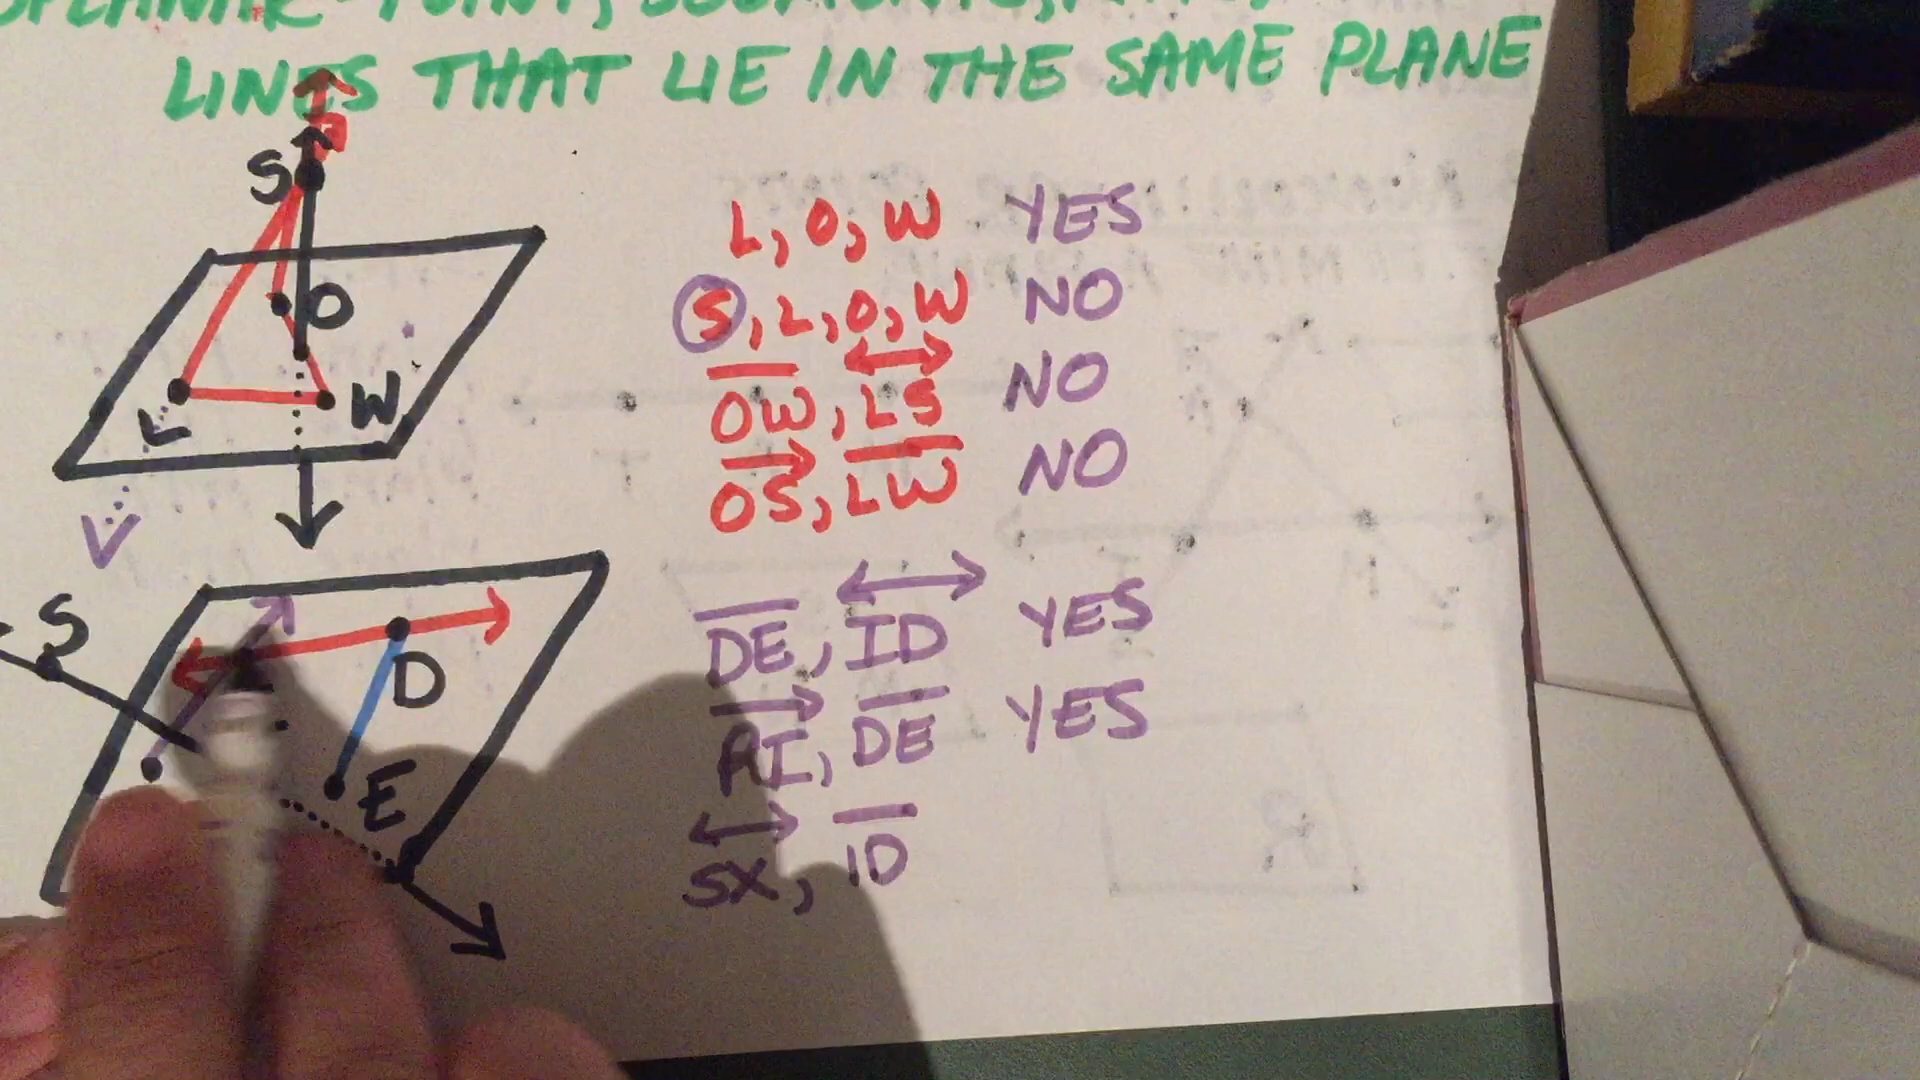 LINES THAT LIE IN THE SAME PLANE
S
O
L
W
V
L, O, W YES
S, L, O, W NO
OW, LS NO
OS, LW NO
S
D
E
DE, ID YES
RI, DE YES
SX, ID